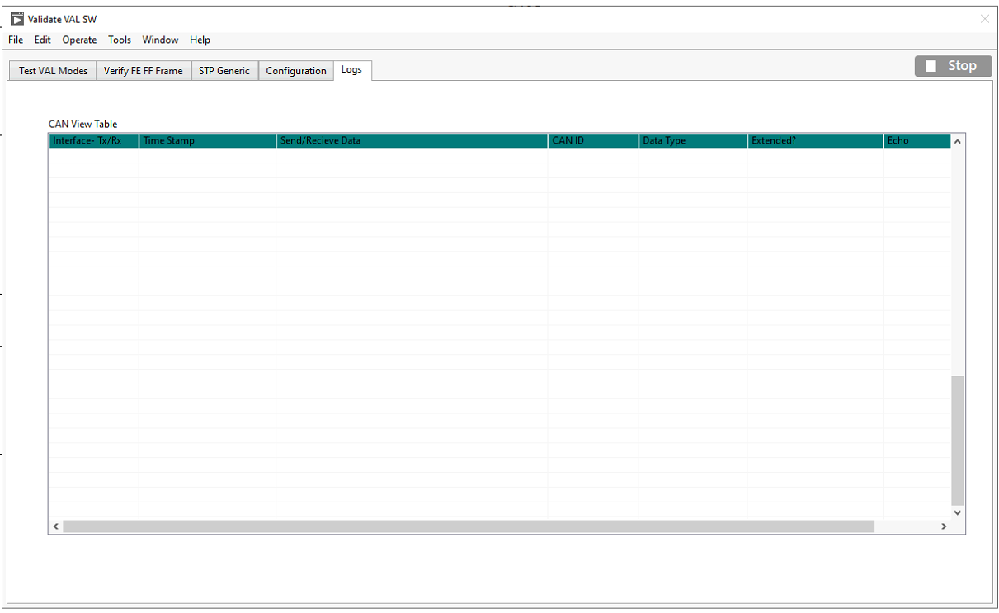 Validate VAL SW
File Edit Operate Tools Window Help
Test VAL Modes Verify FE FF Frame STP Generic Configuration Logs Stop
CAN View Table
Interface- Tx/Rx Time Stamp Send/Recieve Data CAN ID Data Type Extended? Echo